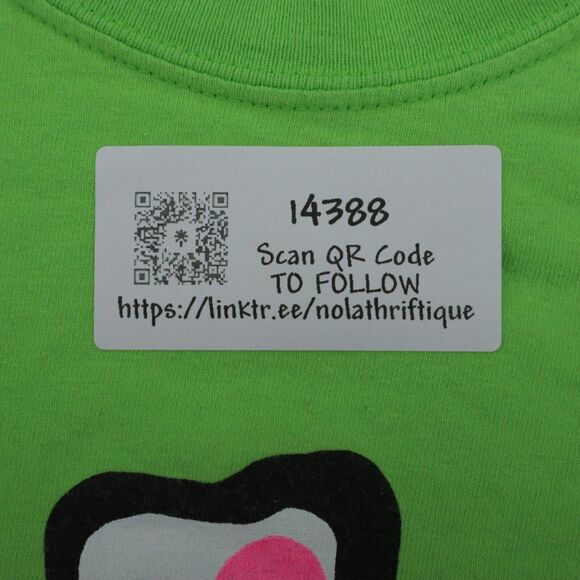 14388
Scan QR Code
TO FOLLOW
https://linktr.ee/nolathriftique